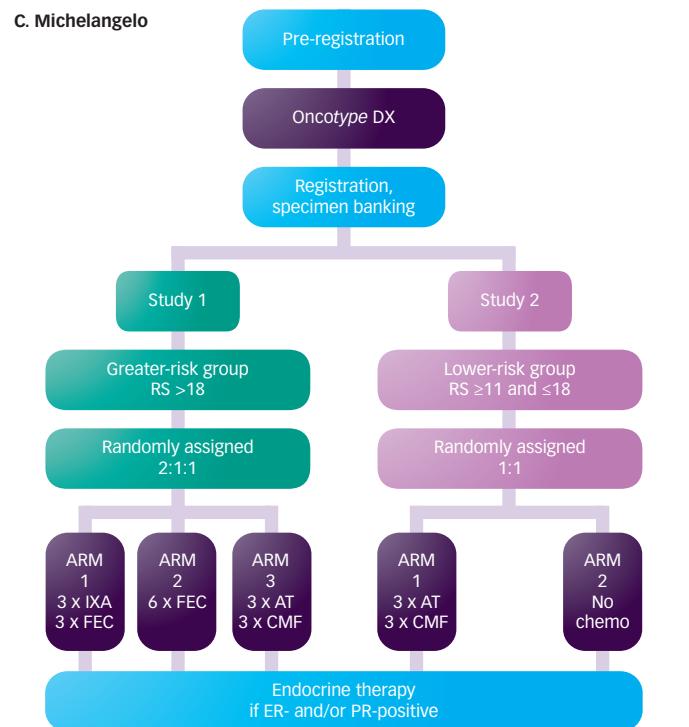 C. Michelangelo
Pre-registration
Oncotype DX
Registration,
specimen banking
Study 1
Study 2
Greater-risk group
RS >18
Lower-risk group
RS ≥11 and ≤18
Randomly assigned
2:1:1
Randomly assigned
1:1
ARM
1
3 x IXA
3 x FEC
ARM
2
6 x FEC
ARM
3
3 x AT
3 x CMF
ARM
1
3 x AT
3 x CMF
ARM
2
No
chemo
Endocrine therapy
if ER- and/or PR-positive